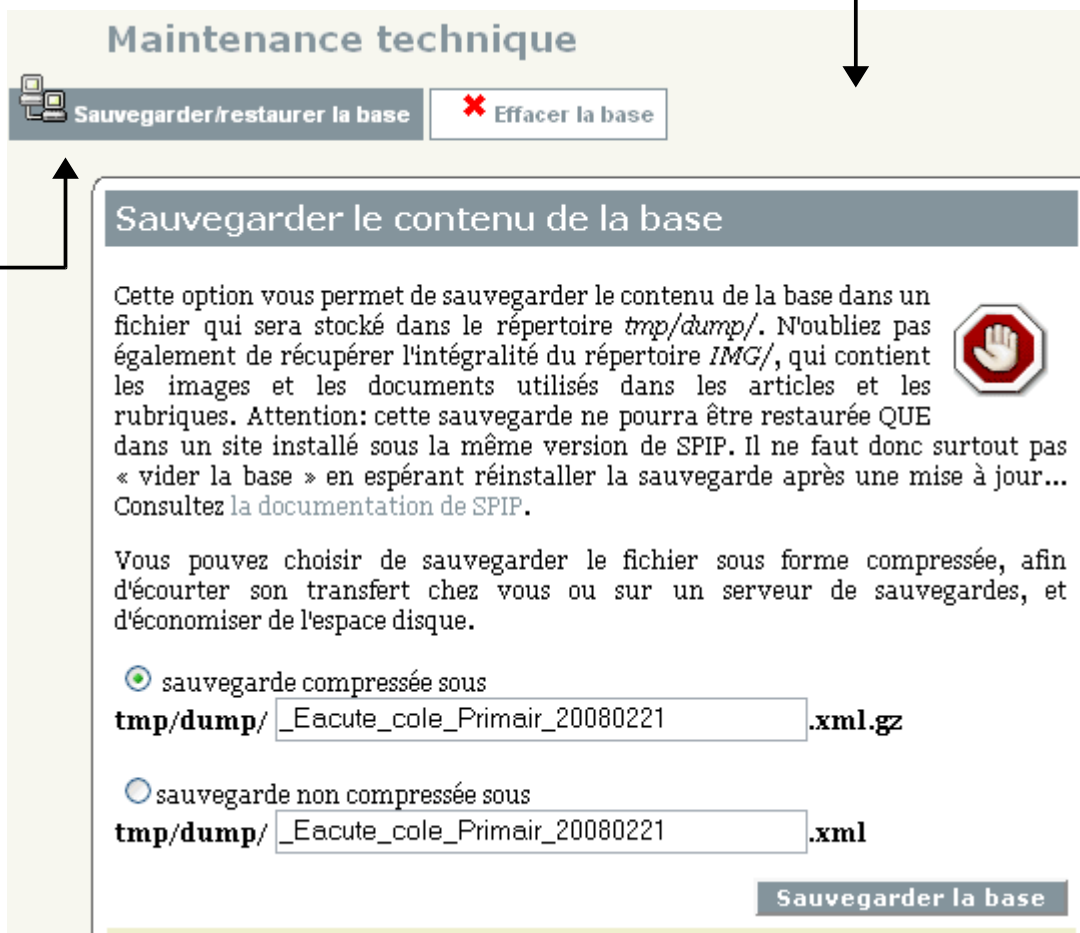 Maintenance technique
Sauvegarder/restaurer la base
Effacer la base
Sauvegarder le contenu de la base
Cette option vous permet de sauvegarder le contenu de la base dans un
fichier qui sera stocké dans le répertoire tmp/dump/. N'oubliez pas
également de récupérer l'intégralité du répertoire IMG/, qui contient
les images et les documents utilisés dans les articles et les
rubriques. Attention: cette sauvegarde ne pourra être restaurée QUE
dans un site installé sous la même version de SPIP. Il ne faut donc surtout pas
« vider la base » en espérant réinstaller la sauvegarde après une mise à jour...
Consultez la documentation de SPIP.
Vous pouvez choisir de sauvegarder le fichier sous forme compressée, afin
d'écourter son transfert chez vous ou sur un serveur de sauvegardes, et
d'économiser de l'espace disque.
sauvegarde compressée sous
tmp/dump/ _Eacute_cole_Primair_20080221 .xml.gz
sauvegarde non compressée sous
tmp/dump/ _Eacute_cole_Primair_20080221 .xml
Sauvegarder la base